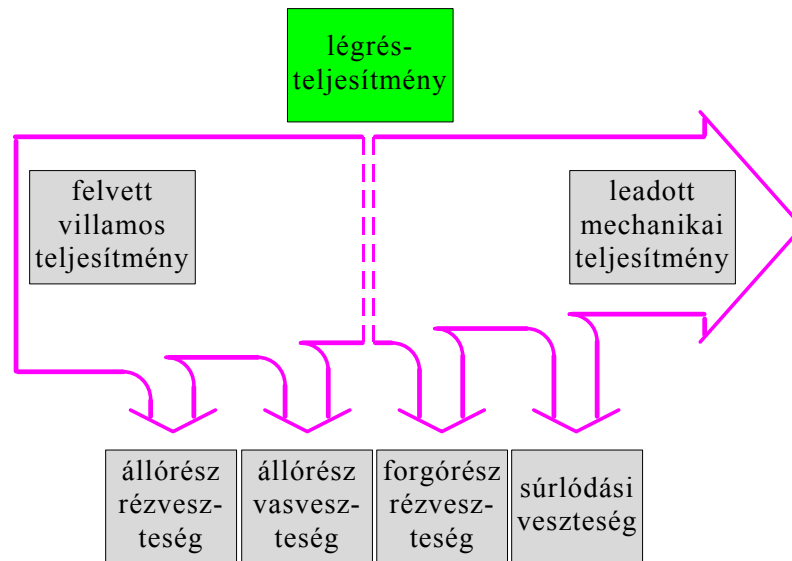 légrés-
teljesítmény
felvett
villamos
teljesítmény
leadott
mechanikai
teljesítmény
állórész
rézvesz-
teség
állórész
vasvesz-
teség
forgórész
rézvesz-
teség
súrlódási
veszteség